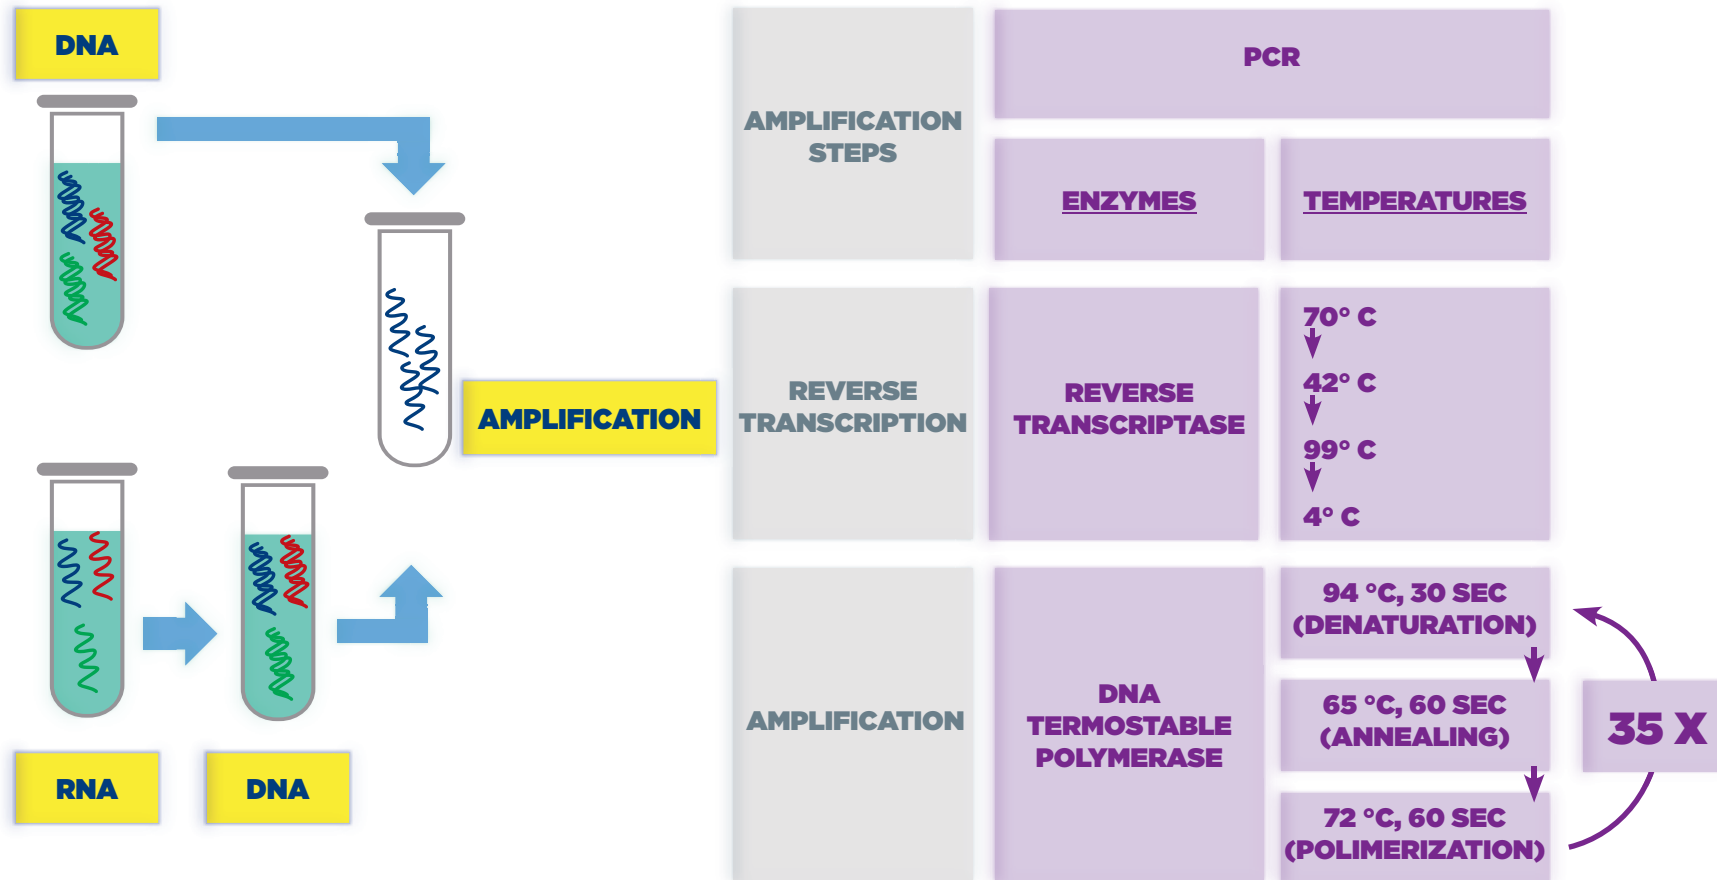 DNA
AMPLIFICATION
RNA
DNA
AMPLIFICATION
STEPS
PCR
ENZYMES
TEMPERATURES
REVERSE
TRANSCRIPTION
REVERSE
TRANSCRIPTASE
70° C
42° C
99° C
4° C
AMPLIFICATION
DNA
TERMOSTABLE
POLYMERASE
94 °C, 30 SEC
(DENATURATION)
65 °C, 60 SEC
(ANNEALING)
72 °C, 60 SEC
(POLIMERIZATION)
35 X